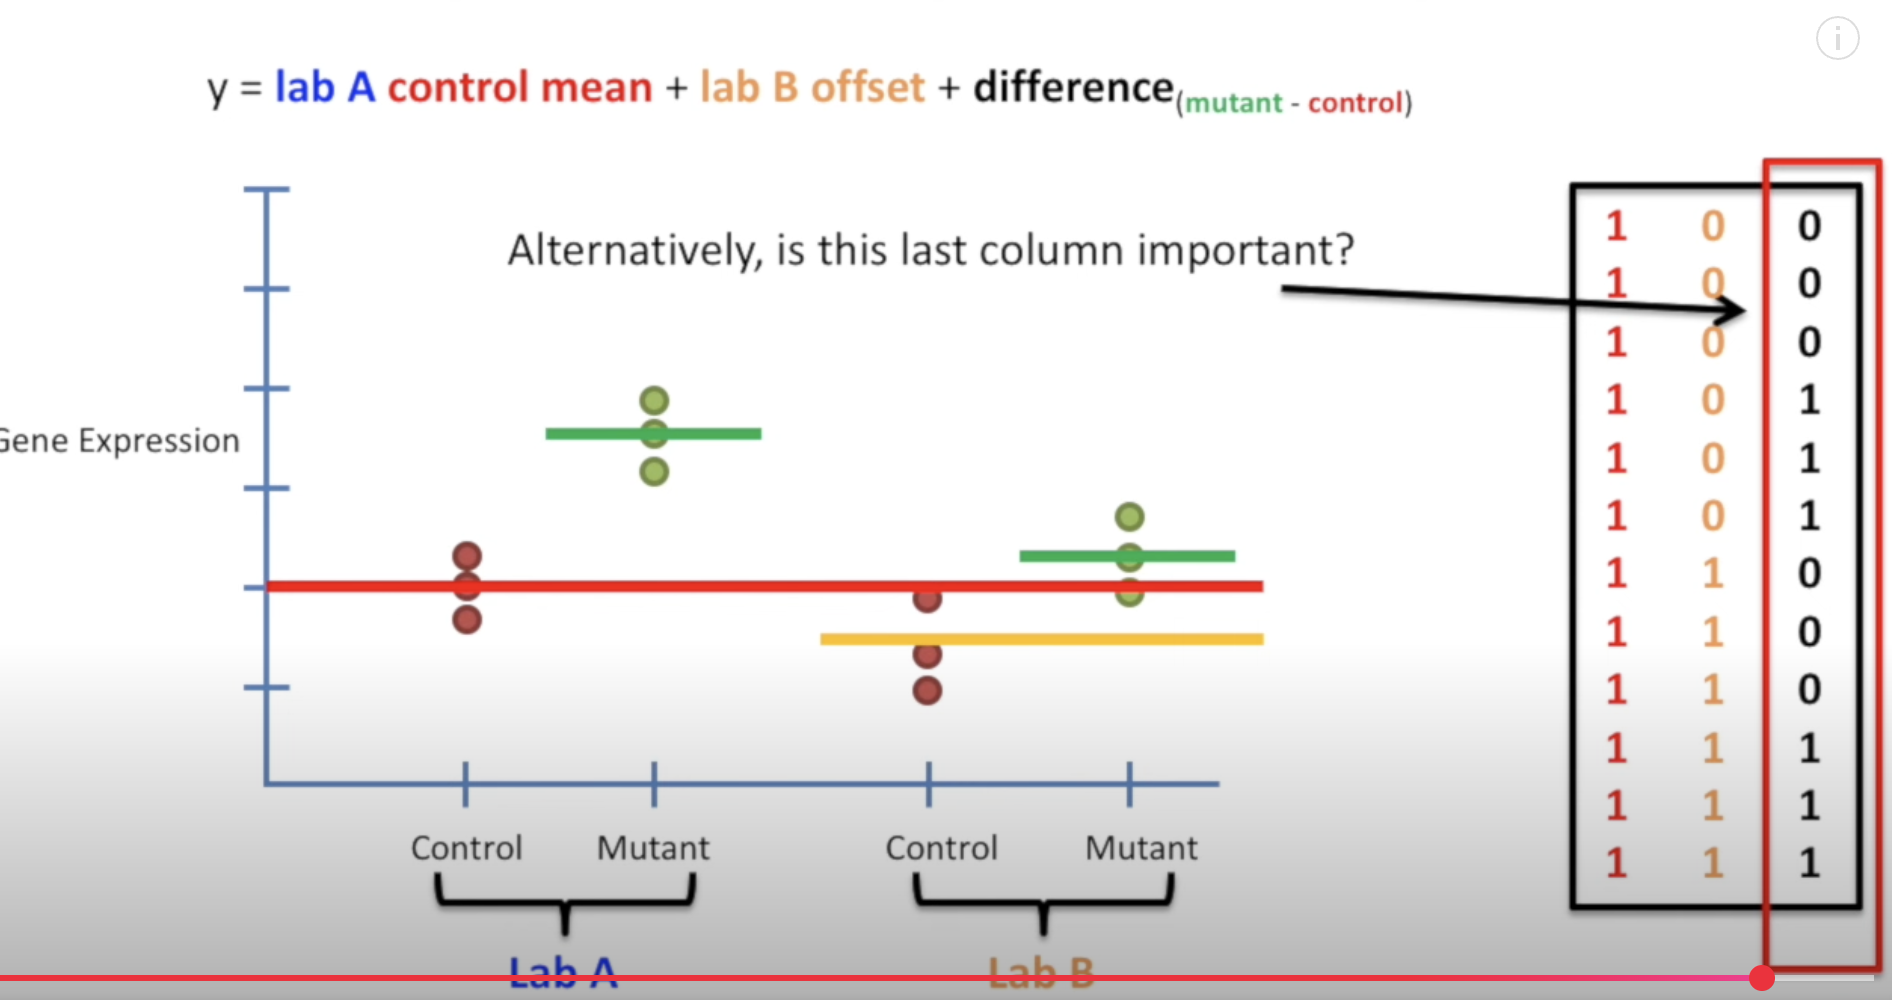 i
y = lab A control mean + lab B offset + difference(mutant - control)
Alternatively, is this last column important?
1 0 0
1 0 0
1 0 0
1 0 1
1 0 1
1 0 1
1 1 0
1 1 0
1 1 0
1 1 1
1 1 1
1 1 1
Gene Expression
Control Mutant Control Mutant
Lab A Lab B